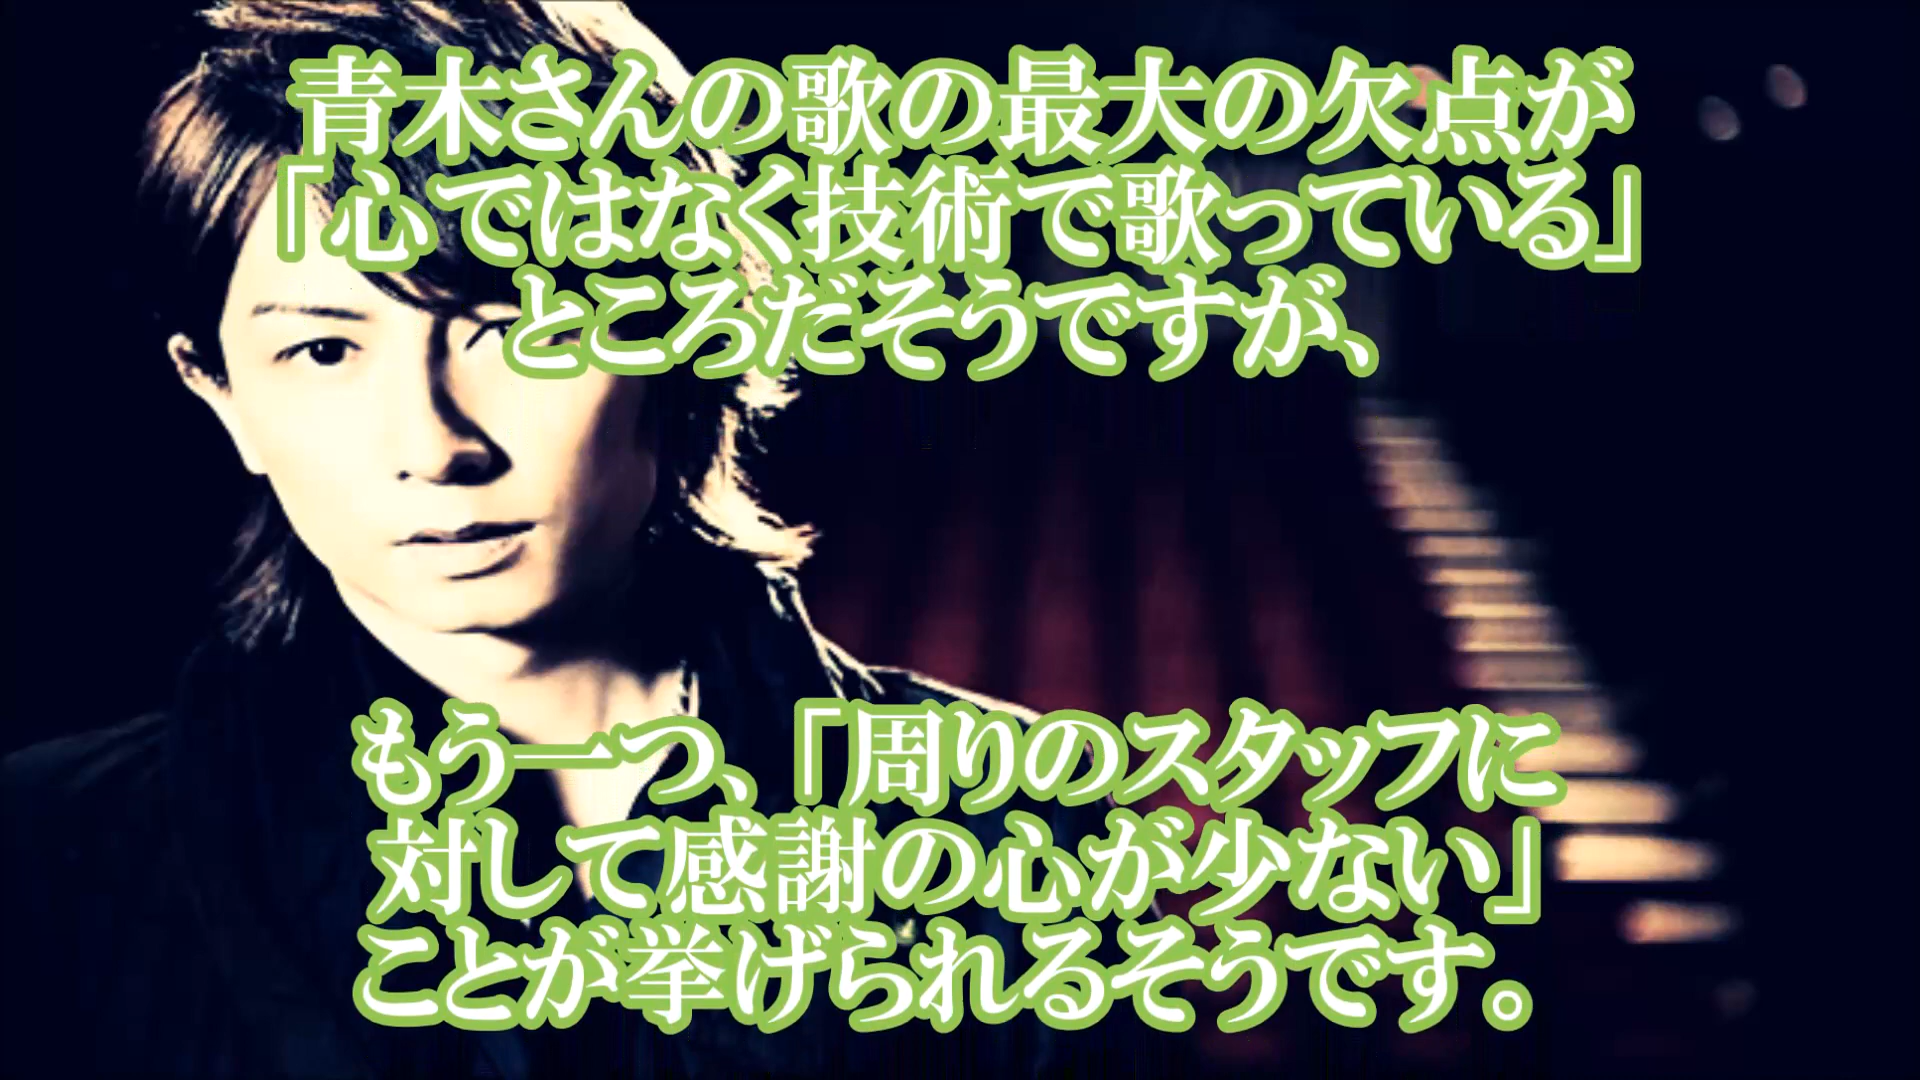 青木さんの歌の最大の欠点が
「心ではなく技術で歌っている」
ところだそうですが、
もう一つ、「周りのスタッフに
対して感謝の心が少ない」
ことが挙げられるそうです。